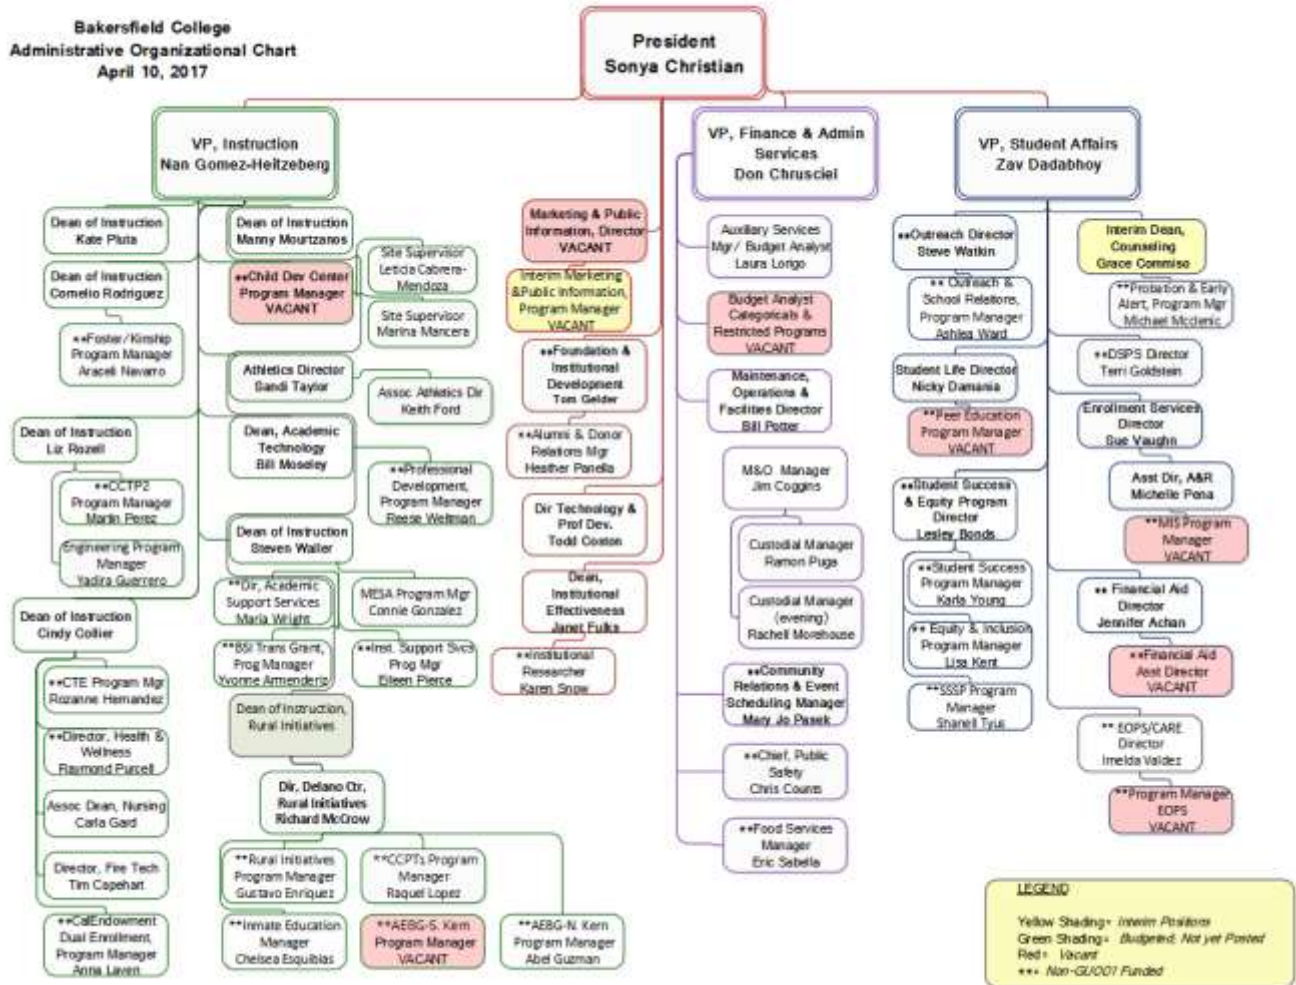 Bakersfield College
Administrative Organizational Chart
April 10, 2017
President
Sonya Christian
VP, Instruction
Nan Gomez-Heitzeberg
VP, Finance & Admin
Services
Don Chrusciel
VP, Student Affairs
Zav Dadabhoy
Dean of Instruction
Kate Pluta
Dean of Instruction
Manny Mourtzanos
Dean of Instruction
Cornelio Rodriguez
**Child Dev Center
Program Manager
VACANT
Site Supervisor
Leticia Cabrera-
Mendoza
Site Supervisor
Marina Mancera
**Foster/Kinship
Program Manager
Araceli Navarro
Athletics Director
Sandi Taylor
Assoc. Athletics Dir
Keith Ford
Dean of Instruction
Liz Rozell
Dean, Academic
Technology
Bill Moseley
**CCTP2
Program Manager
Martin Perez
**Professional
Development,
Program Manager
Reese Weltman
Engineering Program
Manager
Yadira Guerrero
Dean of Instruction
Steven Waller
**Dir, Academic
Support Services
Maria Wright
MESA Program Mgr
Connie Gonzalez
Dean of Instruction
Cindy Collier
**BSI Trans Grant,
Prog Manager
Yvonne Armendariz
**Inst. Support Svcs
Prog Mgr
Eileen Pierce
**CTE Program Mgr
Rozanne Hernandez
**Director, Health &
Wellness
Raymond Purcell
Assoc Dean, Nursing
Carla Gard
Director, Fire Tech
Tim Capehart
**CalEndowment
Dual Enrollment,
Program Manager
Anna Laven
Dean of Instruction,
Rural Initiatives
Dir, Delano Ctr,
Rural Initiatives
Richard McCrow
**Rural Initiatives
Program Manager
Gustavo Enriquez
**CCPT1 Program
Manager
Raquel Lopez
**Inmate Education
Manager
Chelsea Esquibias
**AEBG-S. Kern
Program Manager
VACANT
**AEBG-N. Kern
Program Manager
Abel Guzman
Marketing & Public
Information, Director
VACANT
Interim Marketing
&Public Information,
Program Manager
VACANT
**Foundation &
Institutional
Development
Tom Gelder
**Alumni & Donor
Relations Mgr
Heather Panella
Dir Technology &
Prof Dev.
Todd Coston
Dean,
Institutional
Effectiveness
Janet Fulks
**Institutional
Researcher
Karen Snow
Auxiliary Services
Mgr/ Budget Analyst
Laura Lorigo
Budget Analyst
Categoricals &
Restricted Programs
VACANT
Maintenance,
Operations &
Facilities Director
Bill Potter
M&O Manager
Jim Coggins
Custodial Manager
Ramon Puga
Custodial Manager
(evening)
Rachell Morehouse
**Community
Relations & Event
Scheduling Manager
Mary Jo Pasek
**Chief, Public
Safety
Chris Counts
**Food Services
Manager
Eric Sabella
**Outreach Director
Steve Watkin
** Outreach &
School Relations,
Program Manager
Ashlea Ward
Student Life Director
Nicky Damania
**Peer Education
Program Manager
VACANT
**Student Success
& Equity Program
Director
Lesley Bonds
**Student Success
Program Manager
Karla Young
** Equity & Inclusion
Program Manager
Lisa Kent
**SSSP Program
Manager
Shanell Tyus
Interim Dean,
Counseling
Grace Commiso
**Probation & Early
Alert, Program Mgr
Michael Mcclenic
**DSPS Director
Terri Goldstein
Enrollment Services
Director
Sue Vaughn
Asst Dir, A&R
Michelle Pena
**MIS Program
Manager
VACANT
** Financial Aid
Director
Jennifer Achan
**Financial Aid
Asst Director
VACANT
** EOPS/CARE
Director
Imelda Valdez
**Program Manager
EOPS
VACANT
LEGEND
Yellow Shading= Interim Positions
Green Shading= Budgeted; Not yet Posted
Red= Vacant
**= Non-GU001 Funded